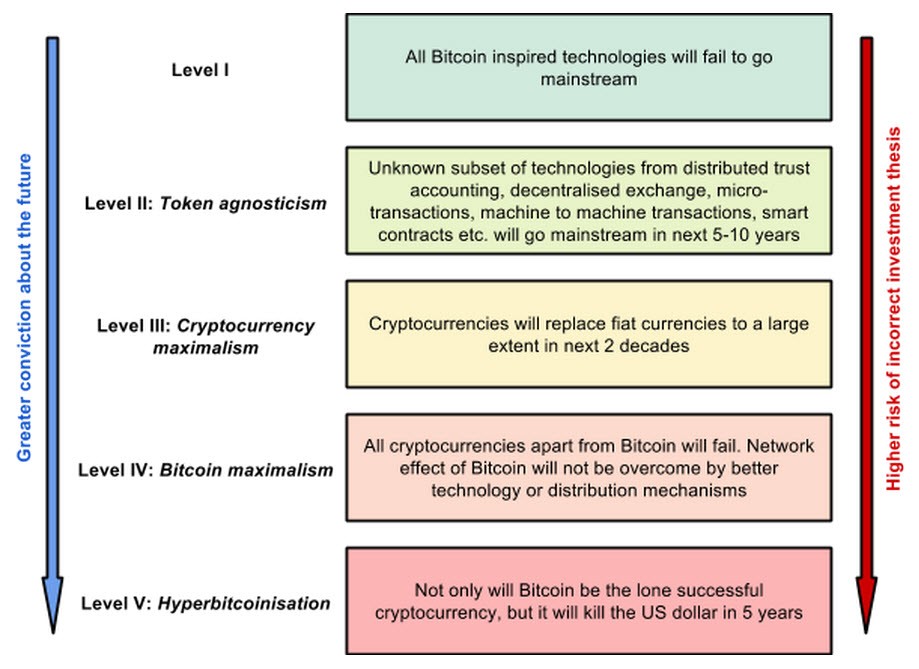 Greater conviction about the future
Level I
All Bitcoin inspired technologies will fail to go
mainstream
Level II: Token agnosticism
Unknown subset of technologies from distributed trust
accounting, decentralised exchange, micro-
transactions, machine to machine transactions, smart
contracts etc. will go mainstream in next 5-10 years
Level III: Cryptocurrency
maximalism
Cryptocurrencies will replace fiat currencies to a large
extent in next 2 decades
Level IV: Bitcoin maximalism
All cryptocurrencies apart from Bitcoin will fail. Network
effect of Bitcoin will not be overcome by better
technology or distribution mechanisms
Level V: Hyperbitcoinisation
Not only will Bitcoin be the lone successful
cryptocurrency, but it will kill the US dollar in 5 years
Higher risk of incorrect investment thesis